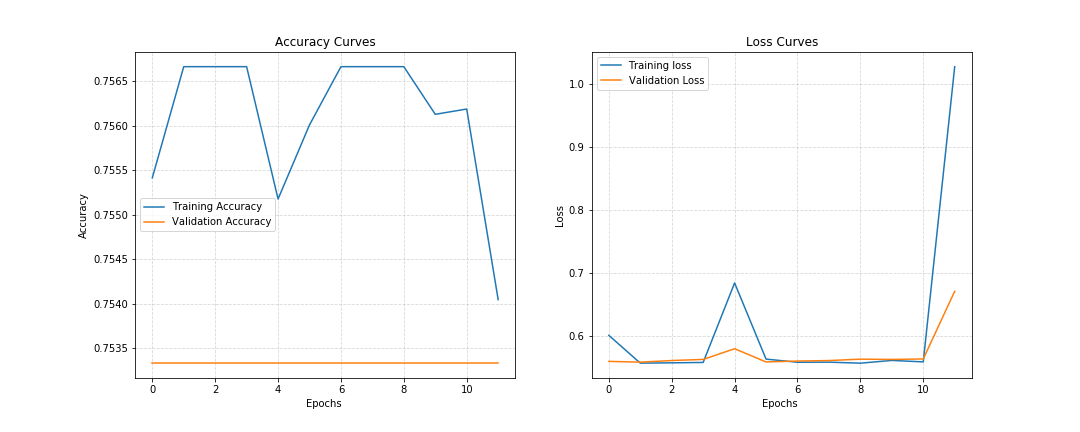 Accuracy Curves
0.7565
0.7560
0.7555
0.7550
0.7545
0.7540
0.7535
Accuracy
Training Accuracy
Validation Accuracy
0 2 4 6 8 10
Epochs
Loss Curves
1.0
0.9
0.8
0.7
0.6
Loss
Training loss
Validation Loss
0 2 4 6 8 10
Epochs